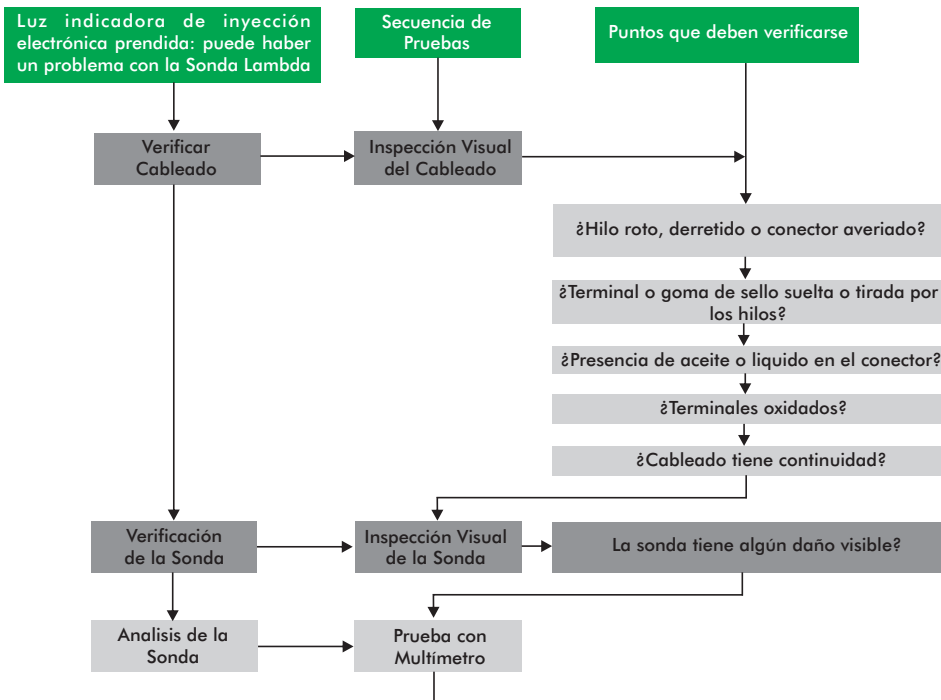 Luz indicadora de inyección
electrónica prendida: puede haber
un problema con la Sonda Lambda
Secuencia de
Pruebas
Puntos que deben verificarse
Verificar
Cableado
Inspección Visual
del Cableado
¿Hilo roto, derretido o conector averiado?
¿Terminal o goma de sello suelta o tirada por
los hilos?
¿Presencia de aceite o liquido en el conector?
¿Terminales oxidados?
¿Cableado tiene continuidad?
Verificación
de la Sonda
Inspección Visual
de la Sonda
La sonda tiene algún daño visible?
Analisis de la
Sonda
Prueba con
Multímetro